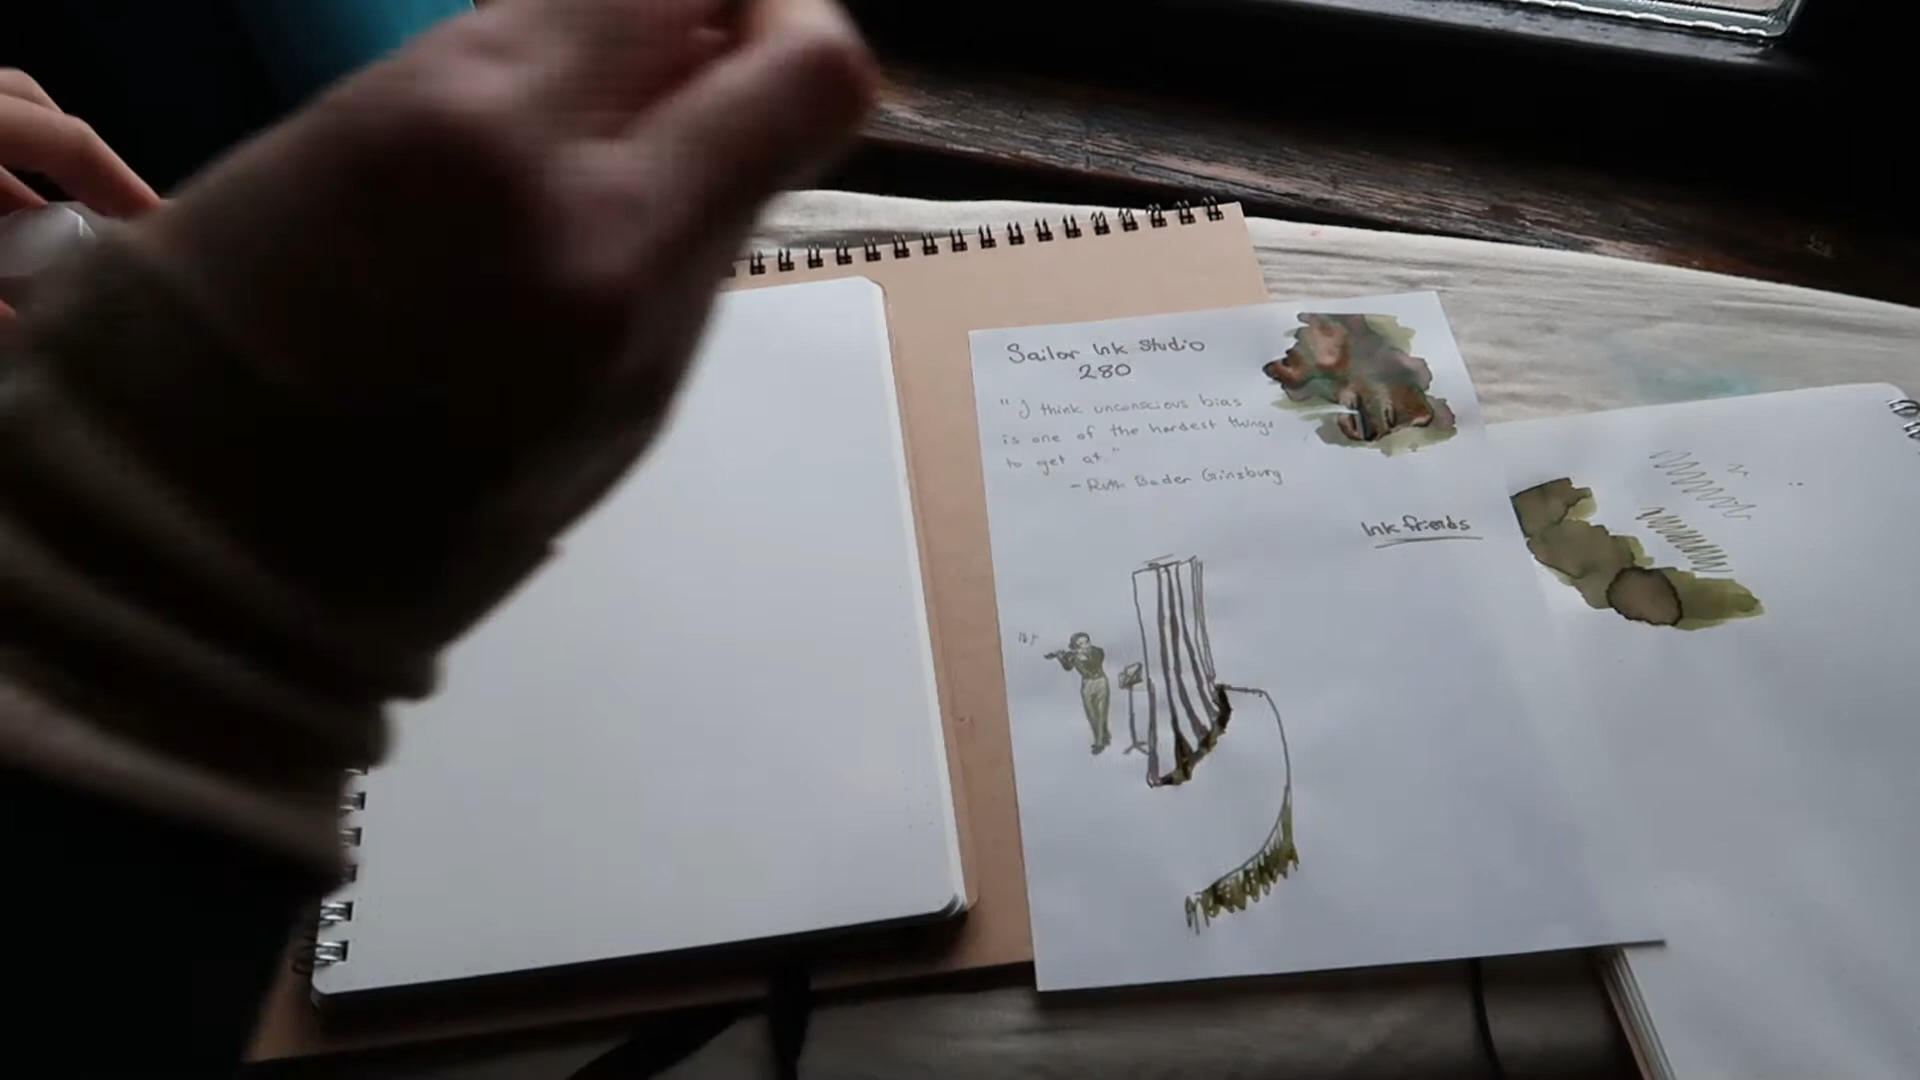 Sailor Ink Studio
280
"I think unconscious bias
is one of the hardest things
to get at."
- Ruth Bader Ginsburg
Ink friends